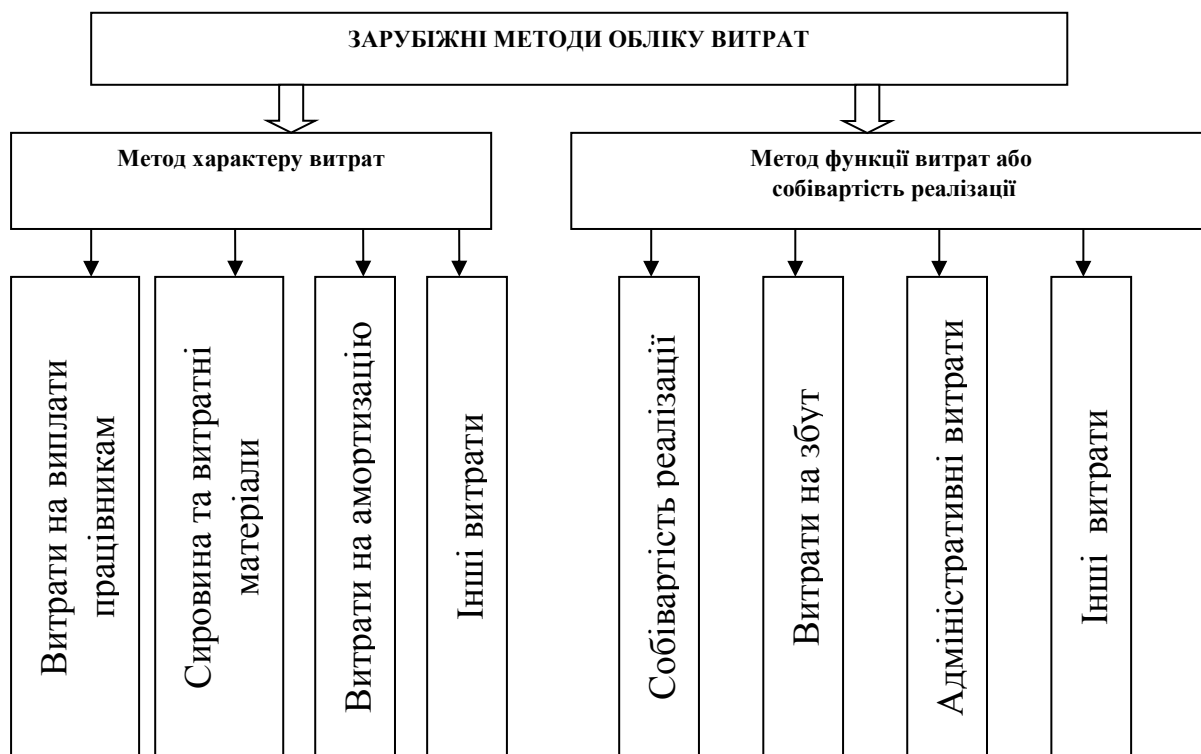 ЗАРУБІЖНІ МЕТОДИ ОБЛІКУ ВИТРАТ
Метод характеру витрат
Метод функції витрат або
собівартість реалізації
Витрати на виплати
працівникам
Сировина та витратні
матеріали
Витрати на амортизацію
Інші витрати
Собівартість реалізації
Витрати на збут
Адміністративні витрати
Інші витрати